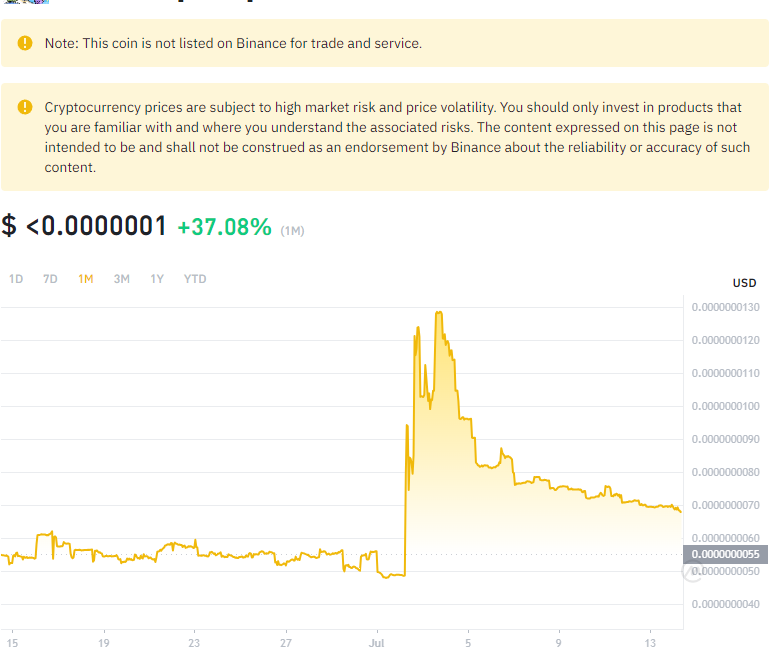 Note: This coin is not listed on Binance for trade and service.
Cryptocurrency prices are subject to high market risk and price volatility. You should only invest in products that
you are familiar with and where you understand the associated risks. The content expressed on this page is not
intended to be and shall not be construed as an endorsement by Binance about the reliability or accuracy of such
content.
$ <0.0000001 +37.08% (1M)
1D 7D 1M 3M 1Y YTD
USD
0.0000000130
0.0000000120
0.0000000110
0.0000000100
0.0000000090
0.0000000080
0.0000000070
0.0000000060
0.0000000055
0.0000000050
0.0000000040
15 19 23 27 Jul 5 9 13